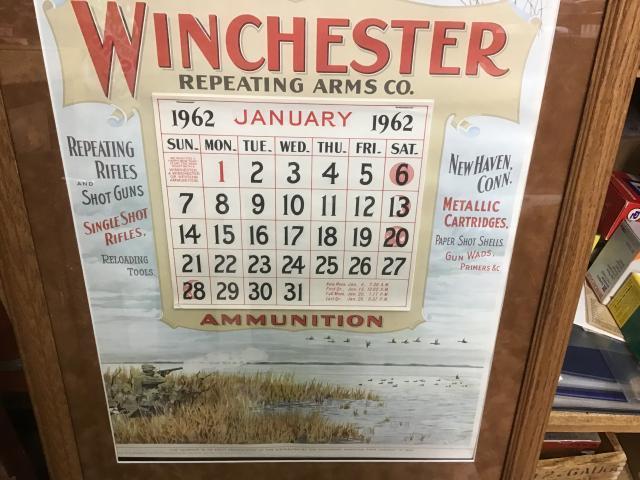 WINCHESTER
REPEATING ARMS CO.
1962 JANUARY 1962
SUN. MON. TUE. WED. THU. FRI. SAT.
1 2 3 4 5 6
7 8 9 10 11 12 13
14 15 16 17 18 19 20
21 22 23 24 25 26 27
28 29 30 31
REPEATING
RIFLES
AND
SHOT GUNS
SINGLE SHOT
RIFLES,
RELOADING
TOOLS,
NEW HAVEN,
CONN.
METALLIC
CARTRIDGES,
PAPER SHOT SHELLS
GUN WADS,
PRIMERS &C
AMMUNITION